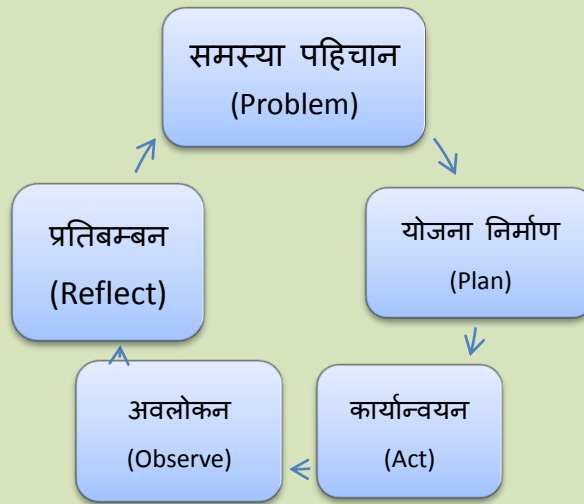 समस्या पहिचान
(Problem)
योजना निर्माण
(Plan)
कार्यान्वयन
(Act)
अवलोकन
(Observe)
प्रतिबम्बन
(Reflect)